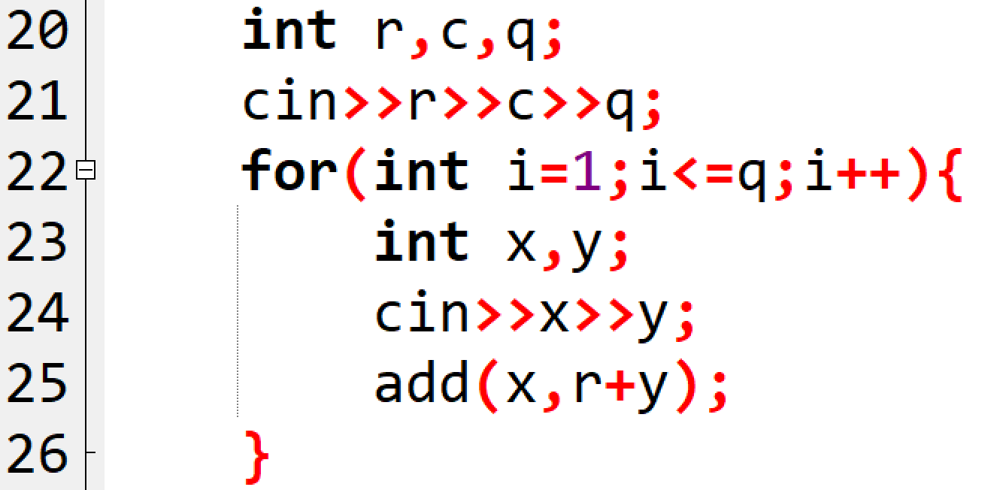 20 int r,c,q;
21 cin>>r>>c>>q;
22 for(int i=1;i<=q;i++){
23 int x,y;
24 cin>>x>>y;
25 add(x,r+y);
26 }